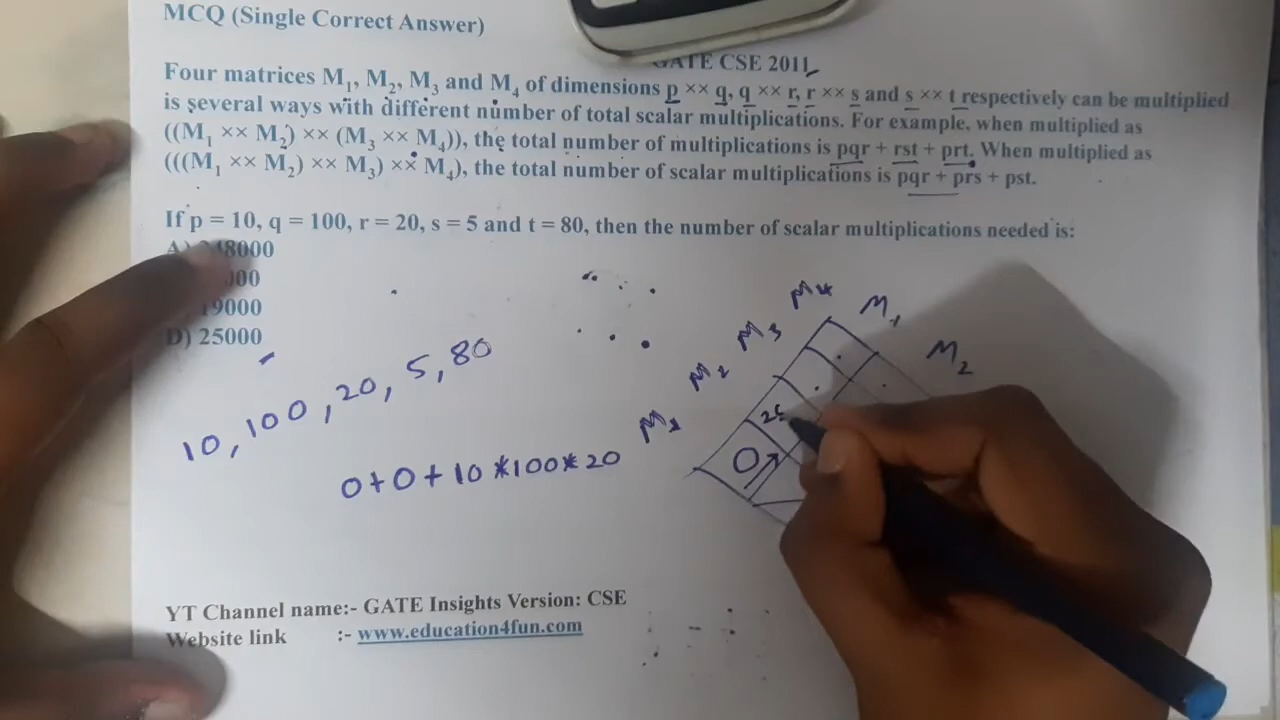 MCQ (Single Correct Answer)
GATE CSE 2011
Four matrices M1, M2, M3 and M4 of dimensions p ×× q, q ×× r, r ×× s and s ×× t respectively can be multiplied
is several ways with different number of total scalar multiplications. For example, when multiplied as
((M1 ×× M2) ×× (M3 ×× M4)), the total number of multiplications is pqr + rst + prt. When multiplied as
(((M1 ×× M2) ×× M3) ×× M4), the total number of scalar multiplications is pqr + prs + pst.
If p = 10, q = 100, r = 20, s = 5 and t = 80, then the number of scalar multiplications needed is:
8000
000
19000
D) 25000
10, 100, 20, 5, 80
0+0+10*100*20
M1 M2 M3 M4
M1
M2
0
YT Channel name:- GATE Insights Version: CSE
Website link :- www.education4fun.com